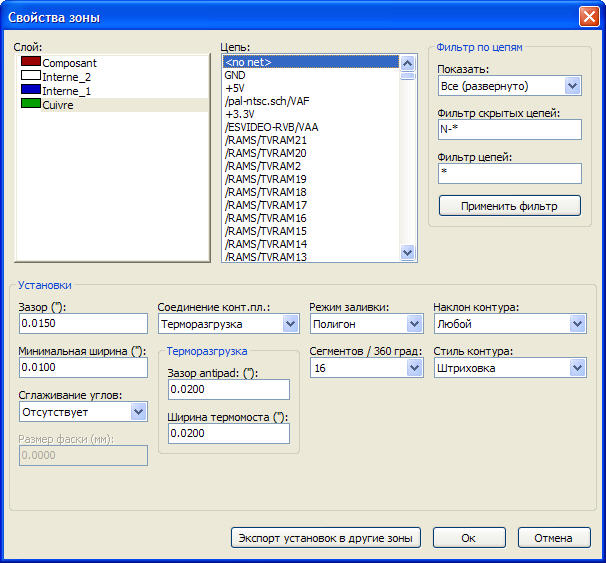 Свойства зоны
Слой:
Composant
Interne_2
Interne_1
Cuivre
Цепь:
<no net>
GND
+5V
/pal-ntsc.sch/VAF
+3.3V
/ESVIDEO-RVB/VAA
/RAMS/TVRAM21
/RAMS/TVRAM20
/RAMS/TVRAM2
/RAMS/TVRAM19
/RAMS/TVRAM18
/RAMS/TVRAM17
/RAMS/TVRAM16
/RAMS/TVRAM15
/RAMS/TVRAM14
/RAMS/TVRAM13
Фильтр по цепям
Показать:
Все (развернуто)
Фильтр скрытых цепей:
N-*
Фильтр цепей:
*
Применить фильтр
Установки
Зазор ("):
0.0150
Минимальная ширина ("):
0.0100
Сглаживание углов:
Отсутствует
Размер фаски (мм):
0.0000
Соединение конт.пл.:
Терморазгрузка
Терморазгрузка
Зазор antipad: ("):
0.0200
Ширина термомоста ("):
0.0200
Режим заливки:
Полигон
Сегментов / 360 град:
16
Наклон контура:
Любой
Стиль контура:
Штриховка
Экспорт установок в другие зоны
Ок
Отмена